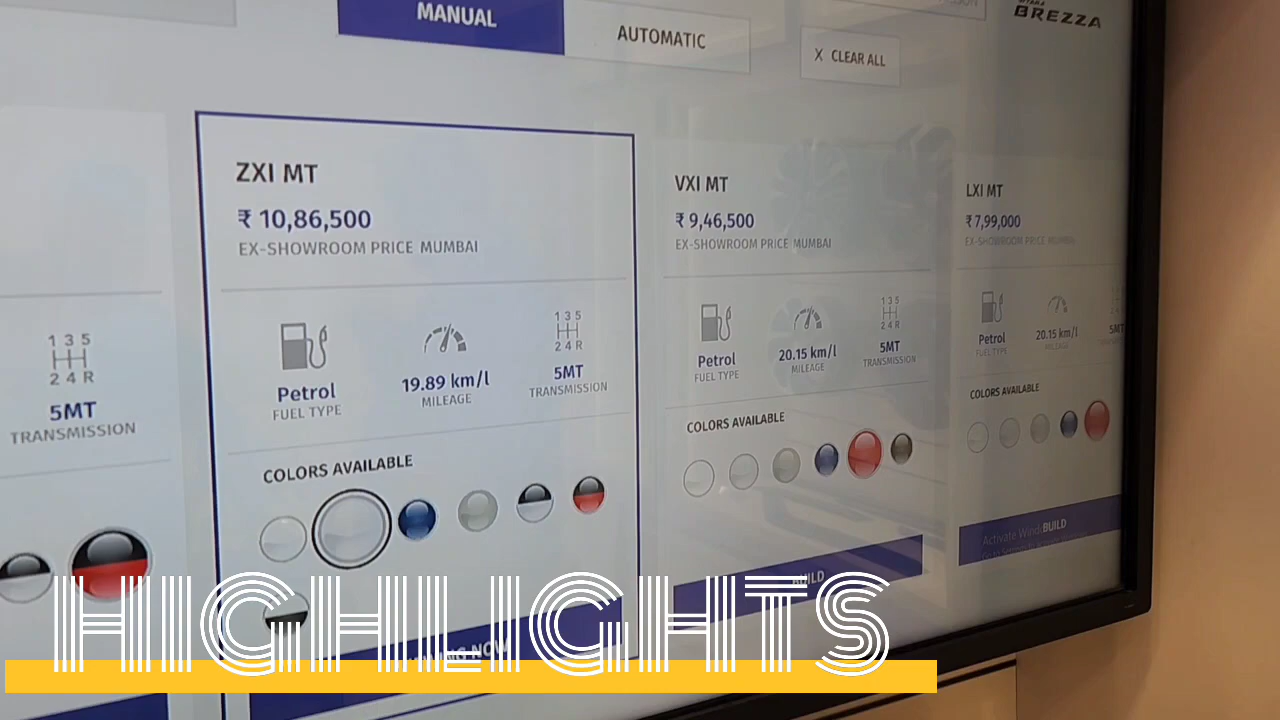 MANUAL
AUTOMATIC
X CLEAR ALL
BREZZA
1 3 5
2 4 R
5MT
TRANSMISSION
ZXI MT
₹ 10,86,500
EX-SHOWROOM PRICE MUMBAI
Petrol
FUEL TYPE
19.89 km/l
MILEAGE
1 3 5
2 4 R
5MT
TRANSMISSION
COLORS AVAILABLE
NOW
VXI MT
₹ 9,46,500
EX-SHOWROOM PRICE MUMBAI
Petrol
FUEL TYPE
20.15 km/l
MILEAGE
1 3 5
2 4 R
5MT
TRANSMISSION
COLORS AVAILABLE
BUILD
LXI MT
₹ 7,99,000
EX-SHOWROOM PRICE MUMBAI
Petrol
FUEL TYPE
20.15 km/l
MILEAGE
5MT
COLORS AVAILABLE
BUILD
Activate
HIGHLIGHTS